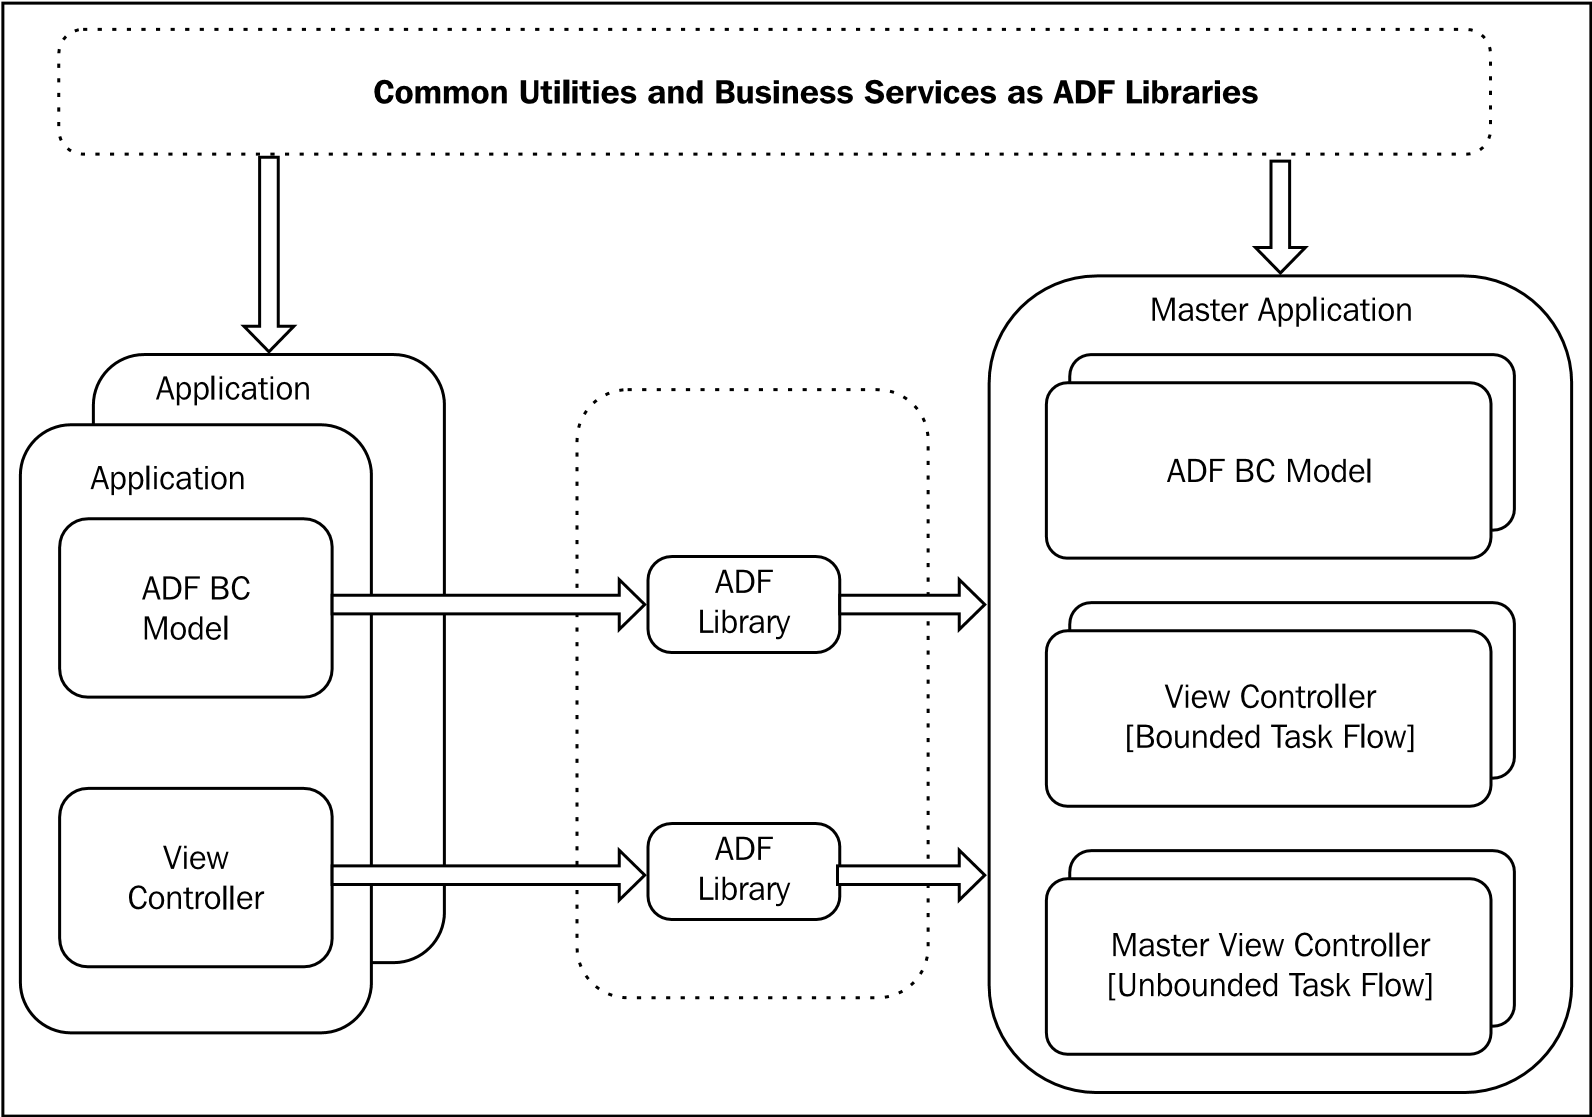 Common Utilities and Business Services as ADF Libraries
Application
Application
ADF BC
Model
View
Controller
ADF
Library
ADF
Library
Master Application
ADF BC Model
View Controller
[Bounded Task Flow]
Master View Controller
[Unbounded Task Flow]